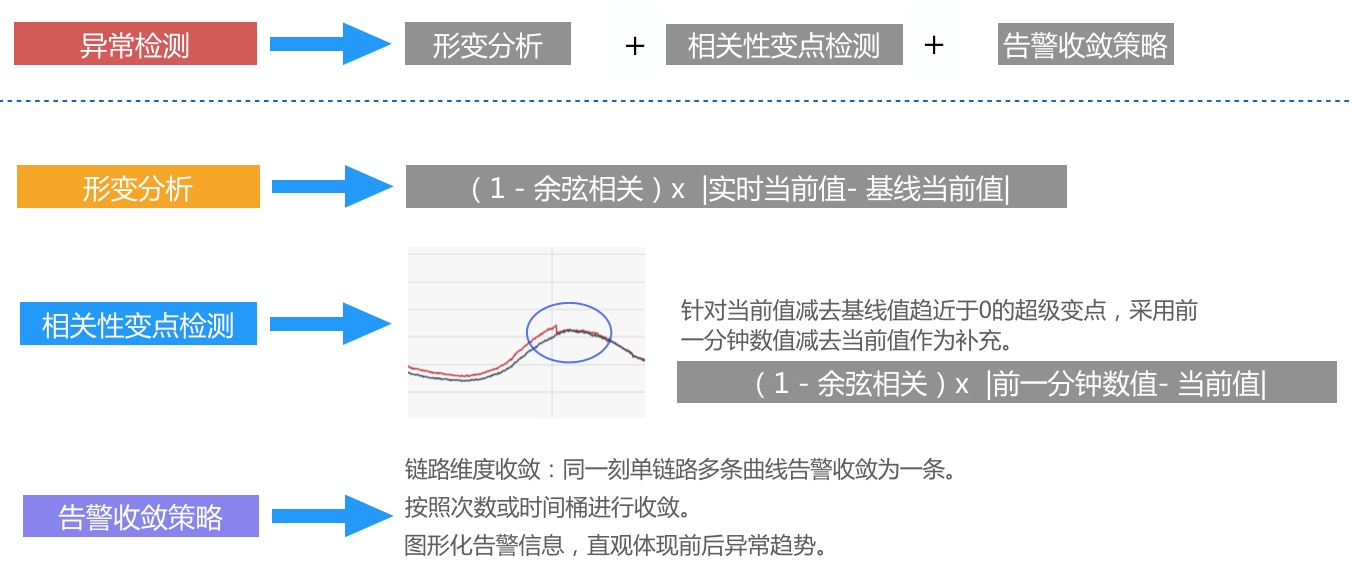 异常检测 形变分析 + 相关性变点检测 + 告警收敛策略
形变分析 （1 - 余弦相关）x |实时当前值- 基线当前值|
相关性变点检测
针对当前值减去基线值趋近于0的超级变点，采用前
一分钟数值减去当前值作为补充。
（1 - 余弦相关）x |前一分钟数值- 当前值|
告警收敛策略
链路维度收敛：同一刻单链路多条曲线告警收敛为一条。
按照次数或时间桶进行收敛。
图形化告警信息，直观体现前后异常趋势。